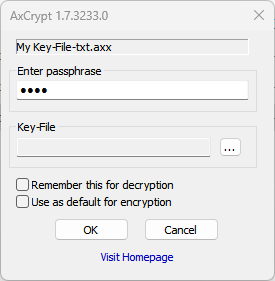 AxCrypt 1.7.3233.0
My Key-File-txt.axx
Enter passphrase
••••
Key-File
...
Remember this for decryption
Use as default for encryption
OK Cancel
Visit Homepage